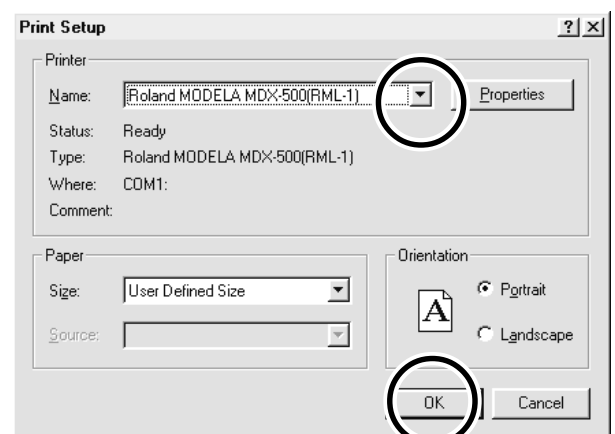 Print Setup
Printer
Name: Roland MODELA MDX-500(RML-1) Properties
Status: Ready
Type: Roland MODELA MDX-500(RML-1)
Where: COM1:
Comment:
Paper
Size: User Defined Size
Source:
Orientation
A
Portrait
Landscape
OK Cancel